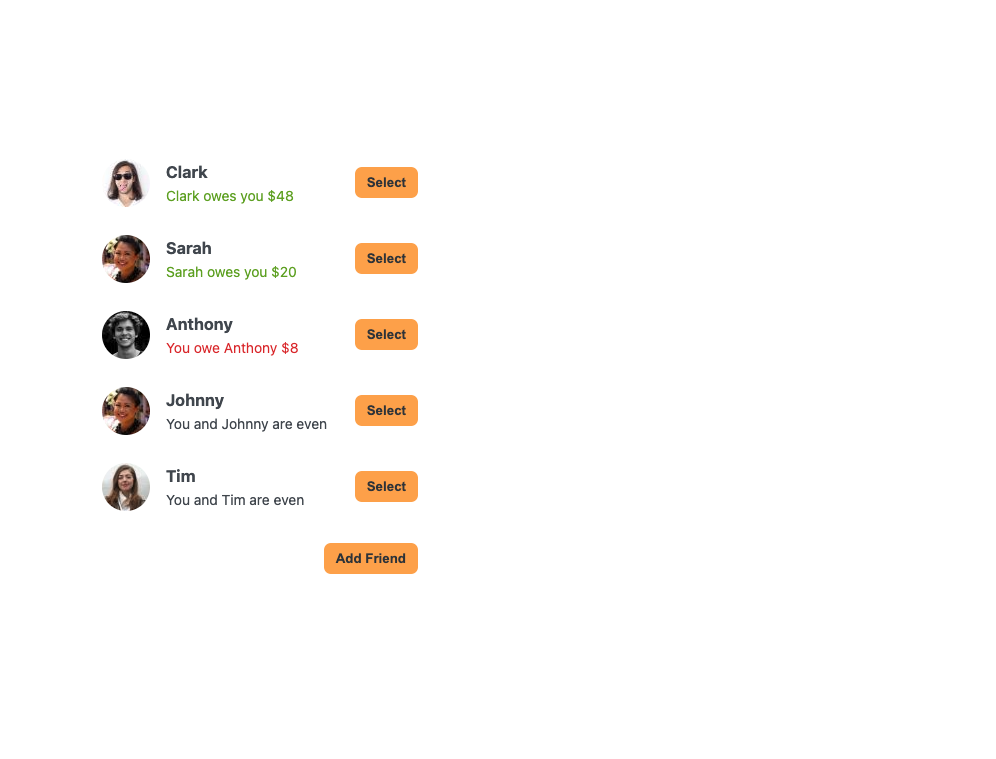 Clark
Clark owes you $48
Select
Sarah
Sarah owes you $20
Select
Anthony
You owe Anthony $8
Select
Johnny
You and Johnny are even
Select
Tim
You and Tim are even
Select
Add Friend